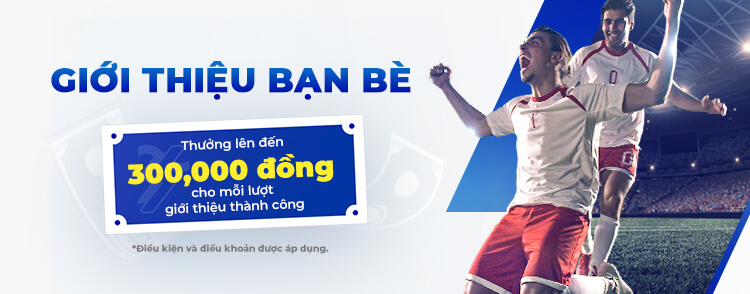 GIỚI THIỆU BẠN BÈ
Thưởng lên đến
300,000 đồng
cho mỗi lượt
giới thiệu thành công
*Điều kiện và điều khoản được áp dụng.